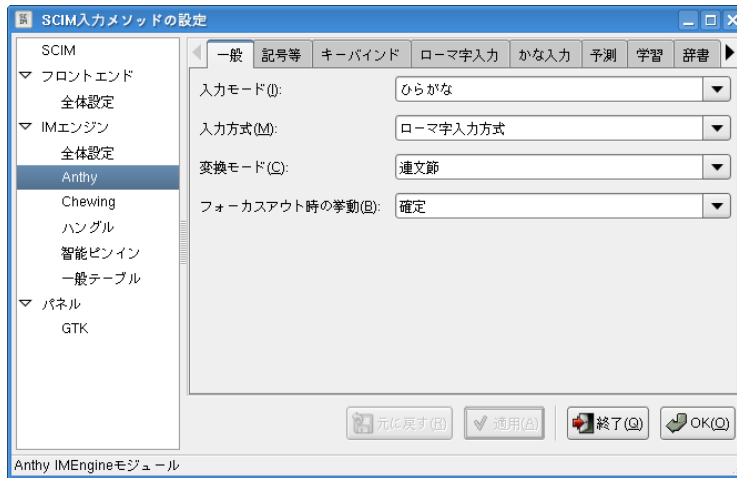 SCIM入力メソッドの設定
SCIM
フロントエンド
全体設定
IMエンジン
全体設定
Anthy
Chewing
ハングル
智能ピンイン
一般テーブル
パネル
GTK
一般 記号等 キーバインド ローマ字入力 かな入力 予測 学習 辞書
入力モード(I): ひらがな
入力方式(M): ローマ字入力方式
変換モード(C): 連文節
フォーカスアウト時の挙動(B): 確定
元に戻す(R) 適用(A) 終了(Q) OK(O)
Anthy IMEngineモジュール